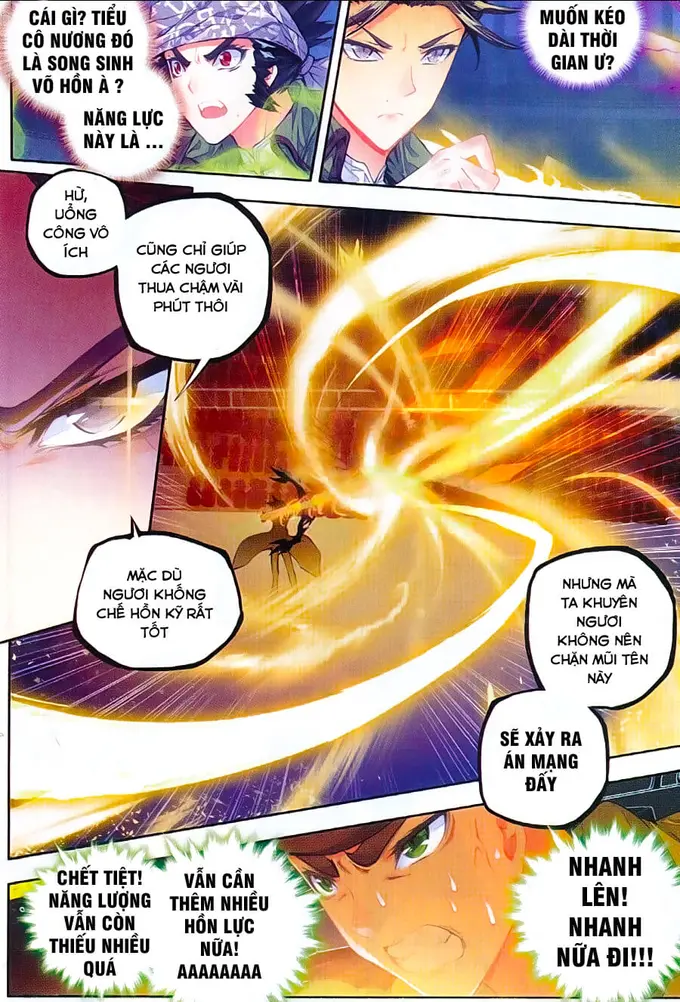 CÁI GÌ? TIỂU
CÔ NƯƠNG ĐÓ
LÀ SONG SINH
VÕ HỒN À ?
NĂNG LỰC
NÀY LÀ ...
MUỐN KÉO
DÀI THỜI
GIAN Ư?
HỪ,
UỔNG
CÔNG VÔ
ÍCH
CŨNG CHỈ GIÚP
CÁC NGƯƠI
THUA CHẬM VÀI
PHÚT THÔI
MẶC DÙ
NGƯƠI KHỐNG
CHẾ HỒN KỸ RẤT
TỐT
NHƯNG MÀ
TA KHUYÊN
NGƯƠI
KHÔNG NÊN
CHẶN MŨI TÊN
NÀY
SẼ XẢY RA
ÁN MẠNG
ĐẤY
CHẾT TIỆT!
NĂNG LƯỢNG
VẪN CÒN
THIẾU NHIỀU
QUÁ
VẪN CẦN
THÊM NHIỀU
HỒN LỰC
NỮA!
AAAAAAAA
NHANH
LÊN!
NHANH
NỮA ĐI!!!